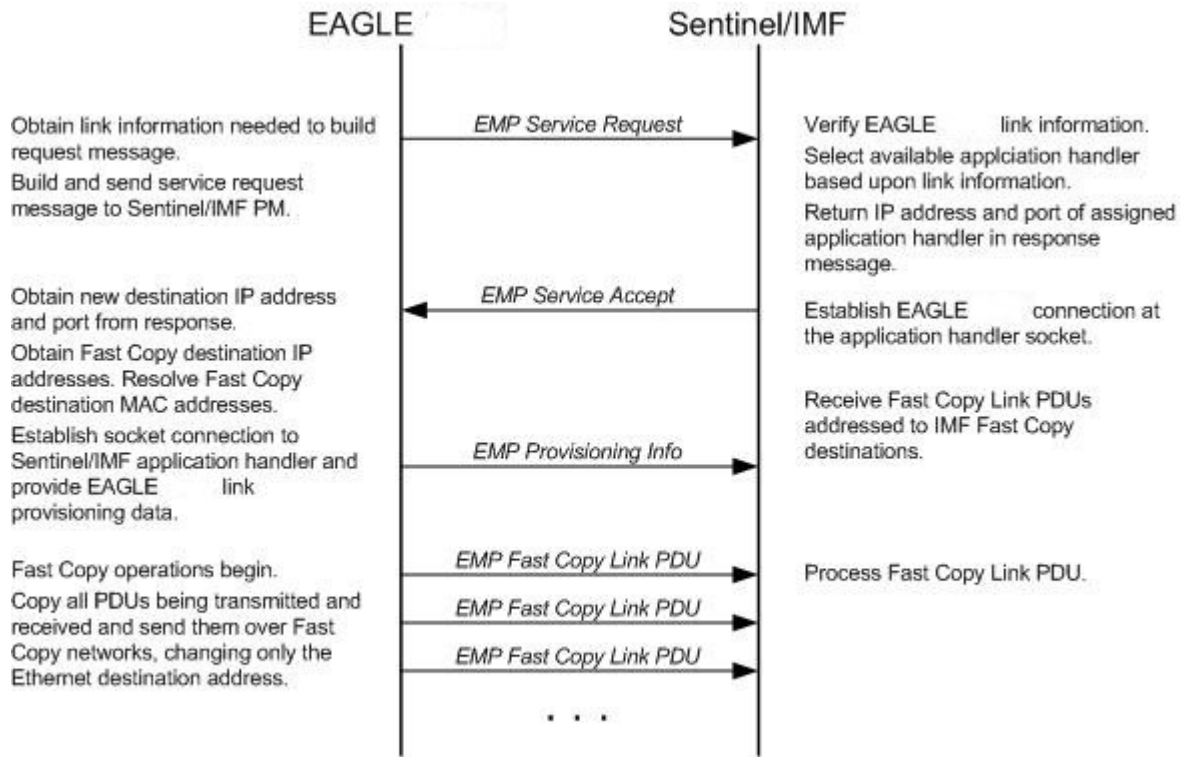 EAGLE
Sentinel/IMF
Obtain link information needed to build
request message.
Build and send service request
message to Sentinel/IMF PM.
EMP Service Request
Verify EAGLE link information.
Select available applciation handler
based upon link information.
Return IP address and port of assigned
application handler in response
message.
Obtain new destination IP address
and port from response.
Obtain Fast Copy destination IP
addresses. Resolve Fast Copy
destination MAC addresses.
Establish socket connection to
Sentinel/IMF application handler and
provide EAGLE link
provisioning data.
EMP Service Accept
Establish EAGLE connection at
the application handler socket.
EMP Provisioning Info
Receive Fast Copy Link PDUs
addressed to IMF Fast Copy
destinations.
Fast Copy operations begin.
Copy all PDUs being transmitted and
received and send them over Fast
Copy networks, changing only the
Ethernet destination address.
EMP Fast Copy Link PDU
EMP Fast Copy Link PDU
EMP Fast Copy Link PDU
Process Fast Copy Link PDU.
. . .